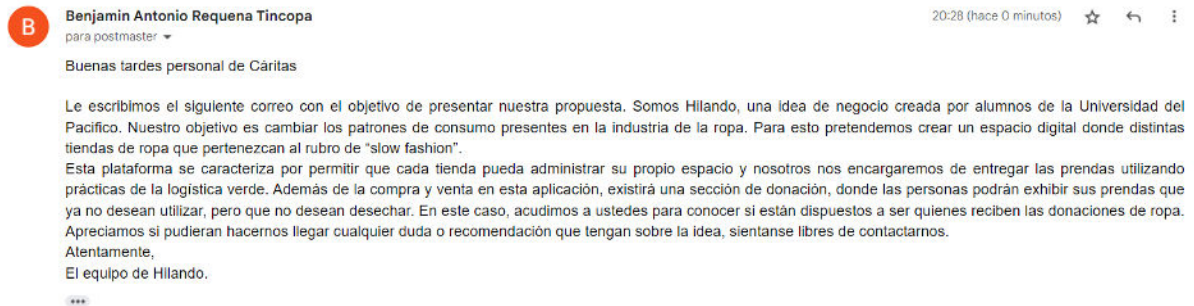 B
Benjamin Antonio Requena Tincopa
20:28 (hace 0 minutos)
para postmaster
Buenas tardes personal de Cáritas
Le escribimos el siguiente correo con el objetivo de presentar nuestra propuesta. Somos Hilando, una idea de negocio creada por alumnos de la Universidad del
Pacifico. Nuestro objetivo es cambiar los patrones de consumo presentes en la industria de la ropa. Para esto pretendemos crear un espacio digital donde distintas
tiendas de ropa que pertenezcan al rubro de “slow fashion”.
Esta plataforma se caracteriza por permitir que cada tienda pueda administrar su propio espacio y nosotros nos encargaremos de entregar las prendas utilizando
prácticas de la logística verde. Además de la compra y venta en esta aplicación, existirá una sección de donación, donde las personas podrán exhibir sus prendas que
ya no desean utilizar, pero que no desean desechar. En este caso, acudimos a ustedes para conocer si están dispuestos a ser quienes reciben las donaciones de ropa.
Apreciamos si pudieran hacernos llegar cualquier duda o recomendación que tengan sobre la idea, sientanse libres de contactarnos.
Atentamente,
El equipo de Hilando.